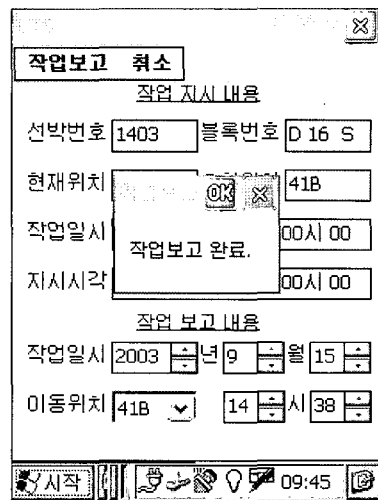 작업보고 취소
작업 지시 내용
선박번호 1403 블록번호 D 16 S
현재위치 41B
OK
작업일시 00시 00
작업보고 완료.
지시시각 00시 00
작업 보고 내용
작업일시 2003 년 9 월 15
이동위치 41B 14 시 38
시작 09:45